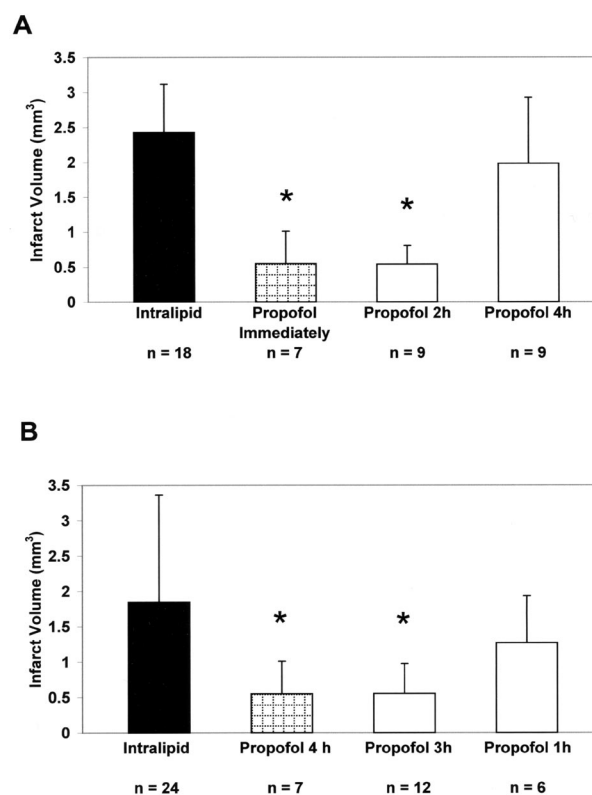 A
Infarct Volume (mm³)
3.5
3
2.5
2
1.5
1
0.5
0
* *
Intralipid Propofol Immediately Propofol 2h Propofol 4h
n = 18 n = 7 n = 9 n = 9
B
Infarct Volume (mm³)
3.5
3
2.5
2
1.5
1
0.5
0
* *
Intralipid Propofol 4 h Propofol 3h Propofol 1h
n = 24 n = 7 n = 12 n = 6